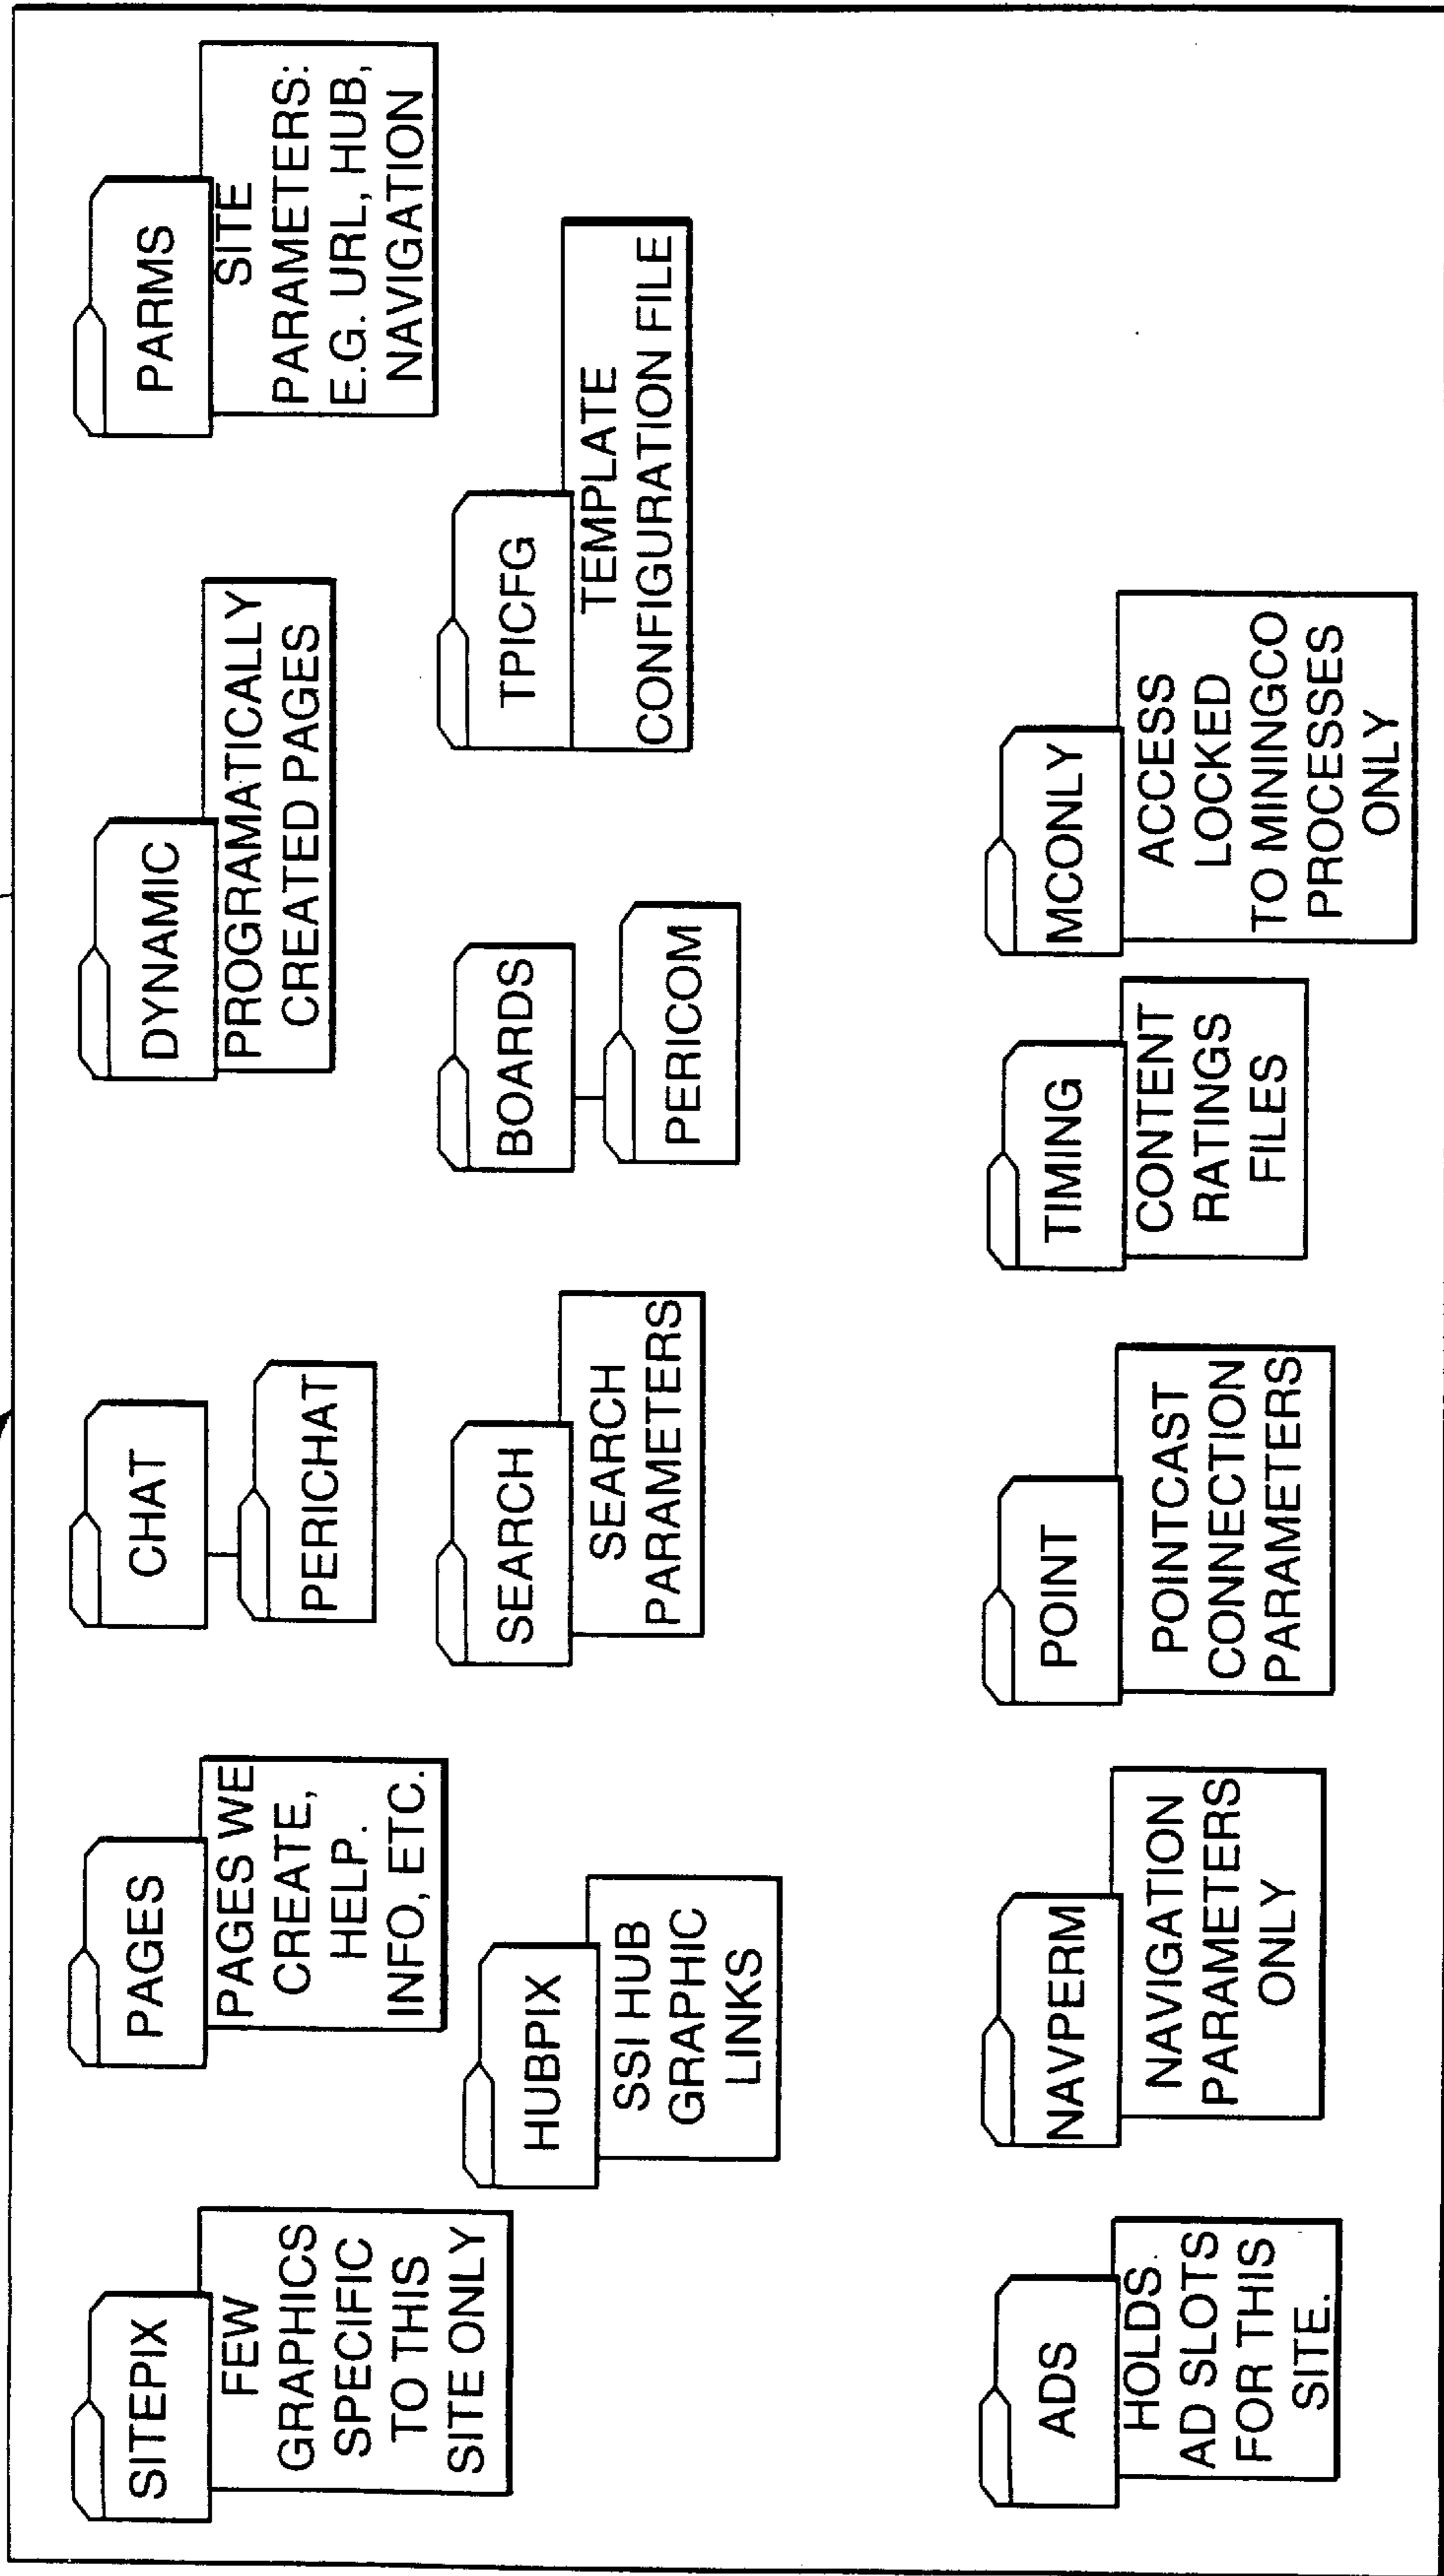 SITEPIX
FEW
GRAPHICS
SPECIFIC
TO THIS
SITE ONLY
PAGES
PAGES WE
CREATE,
HELP.
INFO, ETC.
CHAT
PERICHAT
DYNAMIC
PROGRAMATICALLY
CREATED PAGES
PARMS
SITE
PARAMETERS:
E.G. URL, HUB,
NAVIGATION
HUBPIX
SSI HUB
GRAPHIC
LINKS
SEARCH
SEARCH
PARAMETERS
BOARDS
PERICOM
TPICFG
TEMPLATE
CONFIGURATION FILE
ADS
HOLDS
AD SLOTS
FOR THIS
SITE.
NAVPERM
NAVIGATION
PARAMETERS
ONLY
POINT
POINTCAST
CONNECTION
PARAMETERS
TIMING
CONTENT
RATINGS
FILES
MCONLY
ACCESS
LOCKED
TO MININGCO
PROCESSES
ONLY